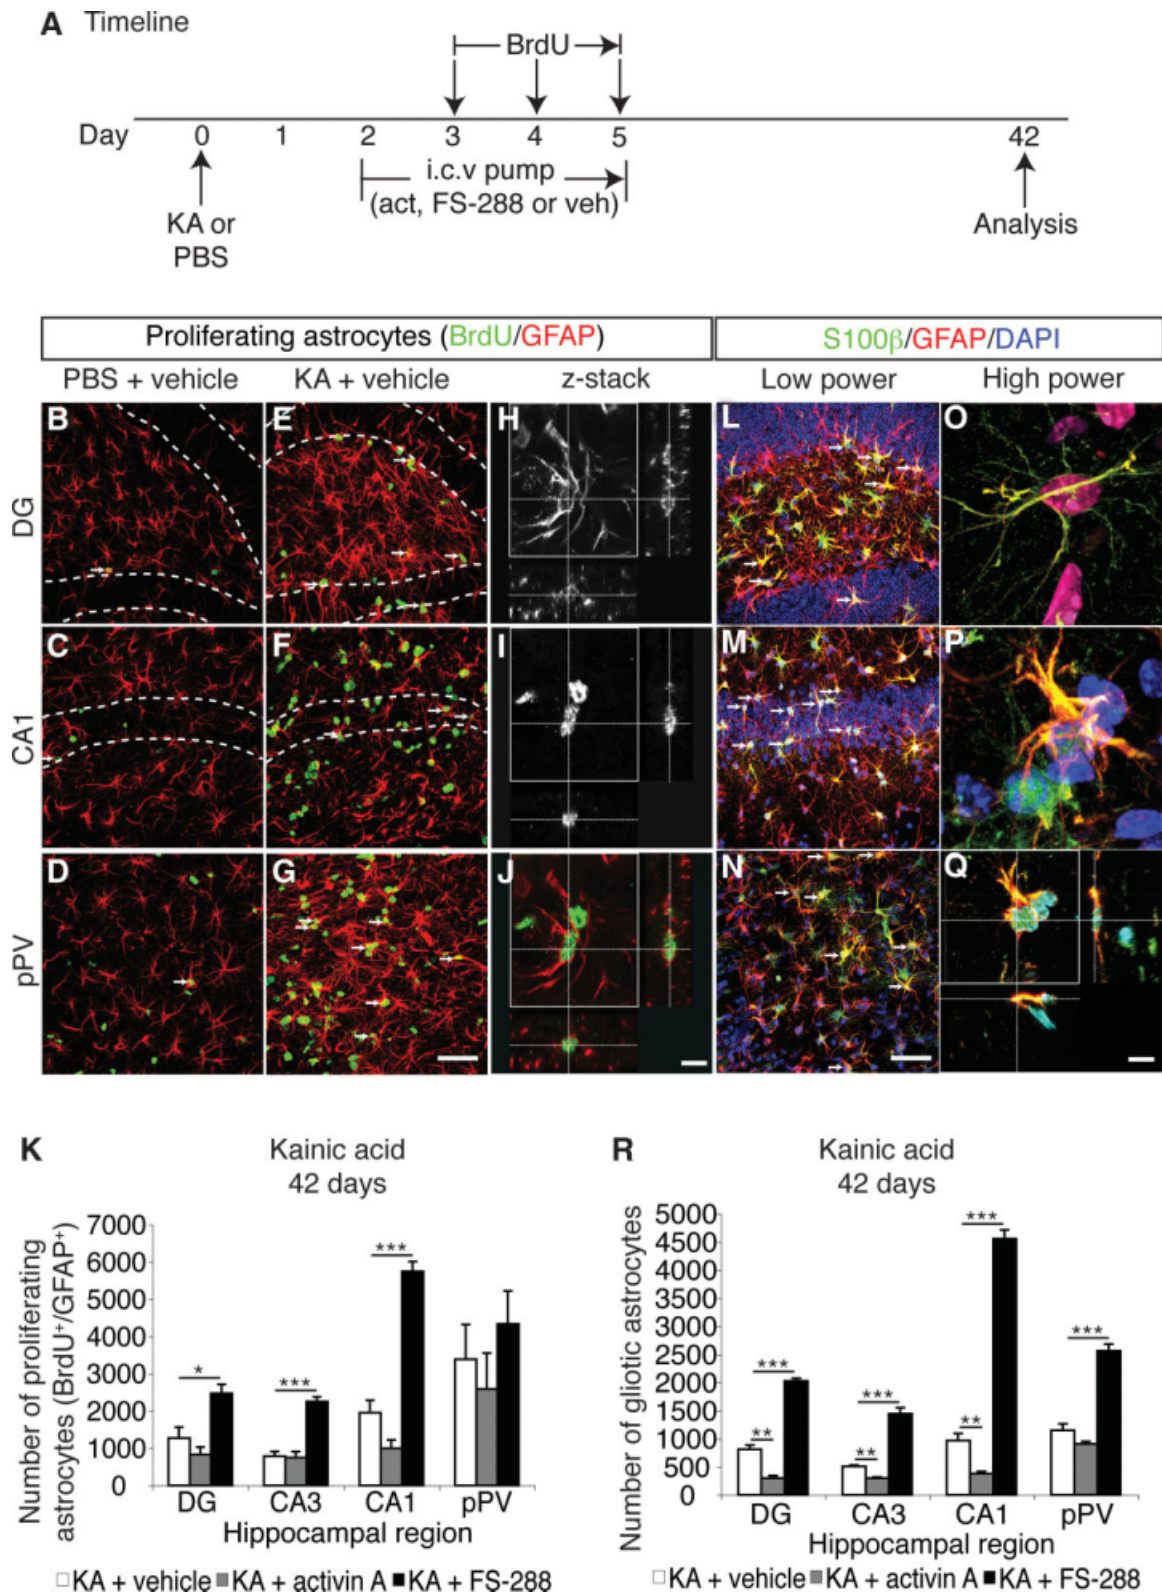 A Timeline
BrdU
Day 0 1 2 3 4 5 42
i.c.v pump
(act, FS-288 or veh)
KA or
PBS
Analysis
Proliferating astrocytes (BrdU/GFAP)
S100β/GFAP/DAPI
PBS + vehicle KA + vehicle z-stack Low power High power
DG
B E H L O
CA1
C F I M P
pPV
D G J N Q
K Kainic acid
42 days
Number of proliferating
astrocytes (BrdU+/GFAP+)
7000
6000
5000
4000
3000
2000
1000
0
* *** ***
DG CA3 CA1 pPV
Hippocampal region
KA + vehicle KA + activin A KA + FS-288
R Kainic acid
42 days
Number of gliotic astrocytes
5000
4500
4000
3500
3000
2500
2000
1500
1000
500
0
*** ** *** ** *** ** ***
DG CA3 CA1 pPV
Hippocampal region
KA + vehicle KA + activin A KA + FS-288